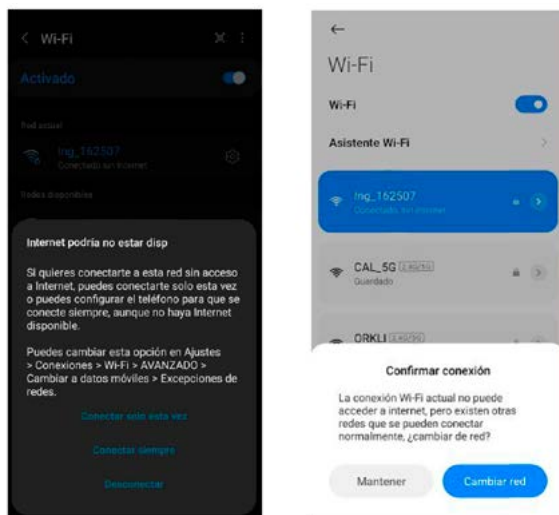 Wi-Fi
Activado
Red actual
Ing_162507
Conectado sin Internet
Redes disponibles
Internet podría no estar disp
Si quieres conectarte a esta red sin acceso
a Internet, puedes conectarte solo esta vez
o puedes configurar el teléfono para que se
conecte siempre, aunque no haya Internet
disponible.
Puedes cambiar esta opción en Ajustes
> Conexiones > Wi-Fi > AVANZADO >
Cambiar a datos móviles > Excepciones de
redes.
Conectar solo esta vez
Conectar siempre
Desconectar
Wi-Fi
Wi-Fi
Asistente Wi-Fi
Ing_162507
Conectado, sin Internet
CAL_5G
Guardado
ORKLI
Confirmar conexión
La conexión Wi-Fi actual no puede
acceder a internet, pero existen otras
redes que se pueden conectar
normalmente, ¿cambiar de red?
Mantener
Cambiar red